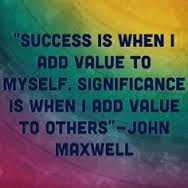 "SUCCESS IS WHEN I
ADD VALUE TO
MYSELF. SIGNIFICANCE
IS WHEN I ADD VALUE
TO OTHERS"-JOHN
MAXWELL